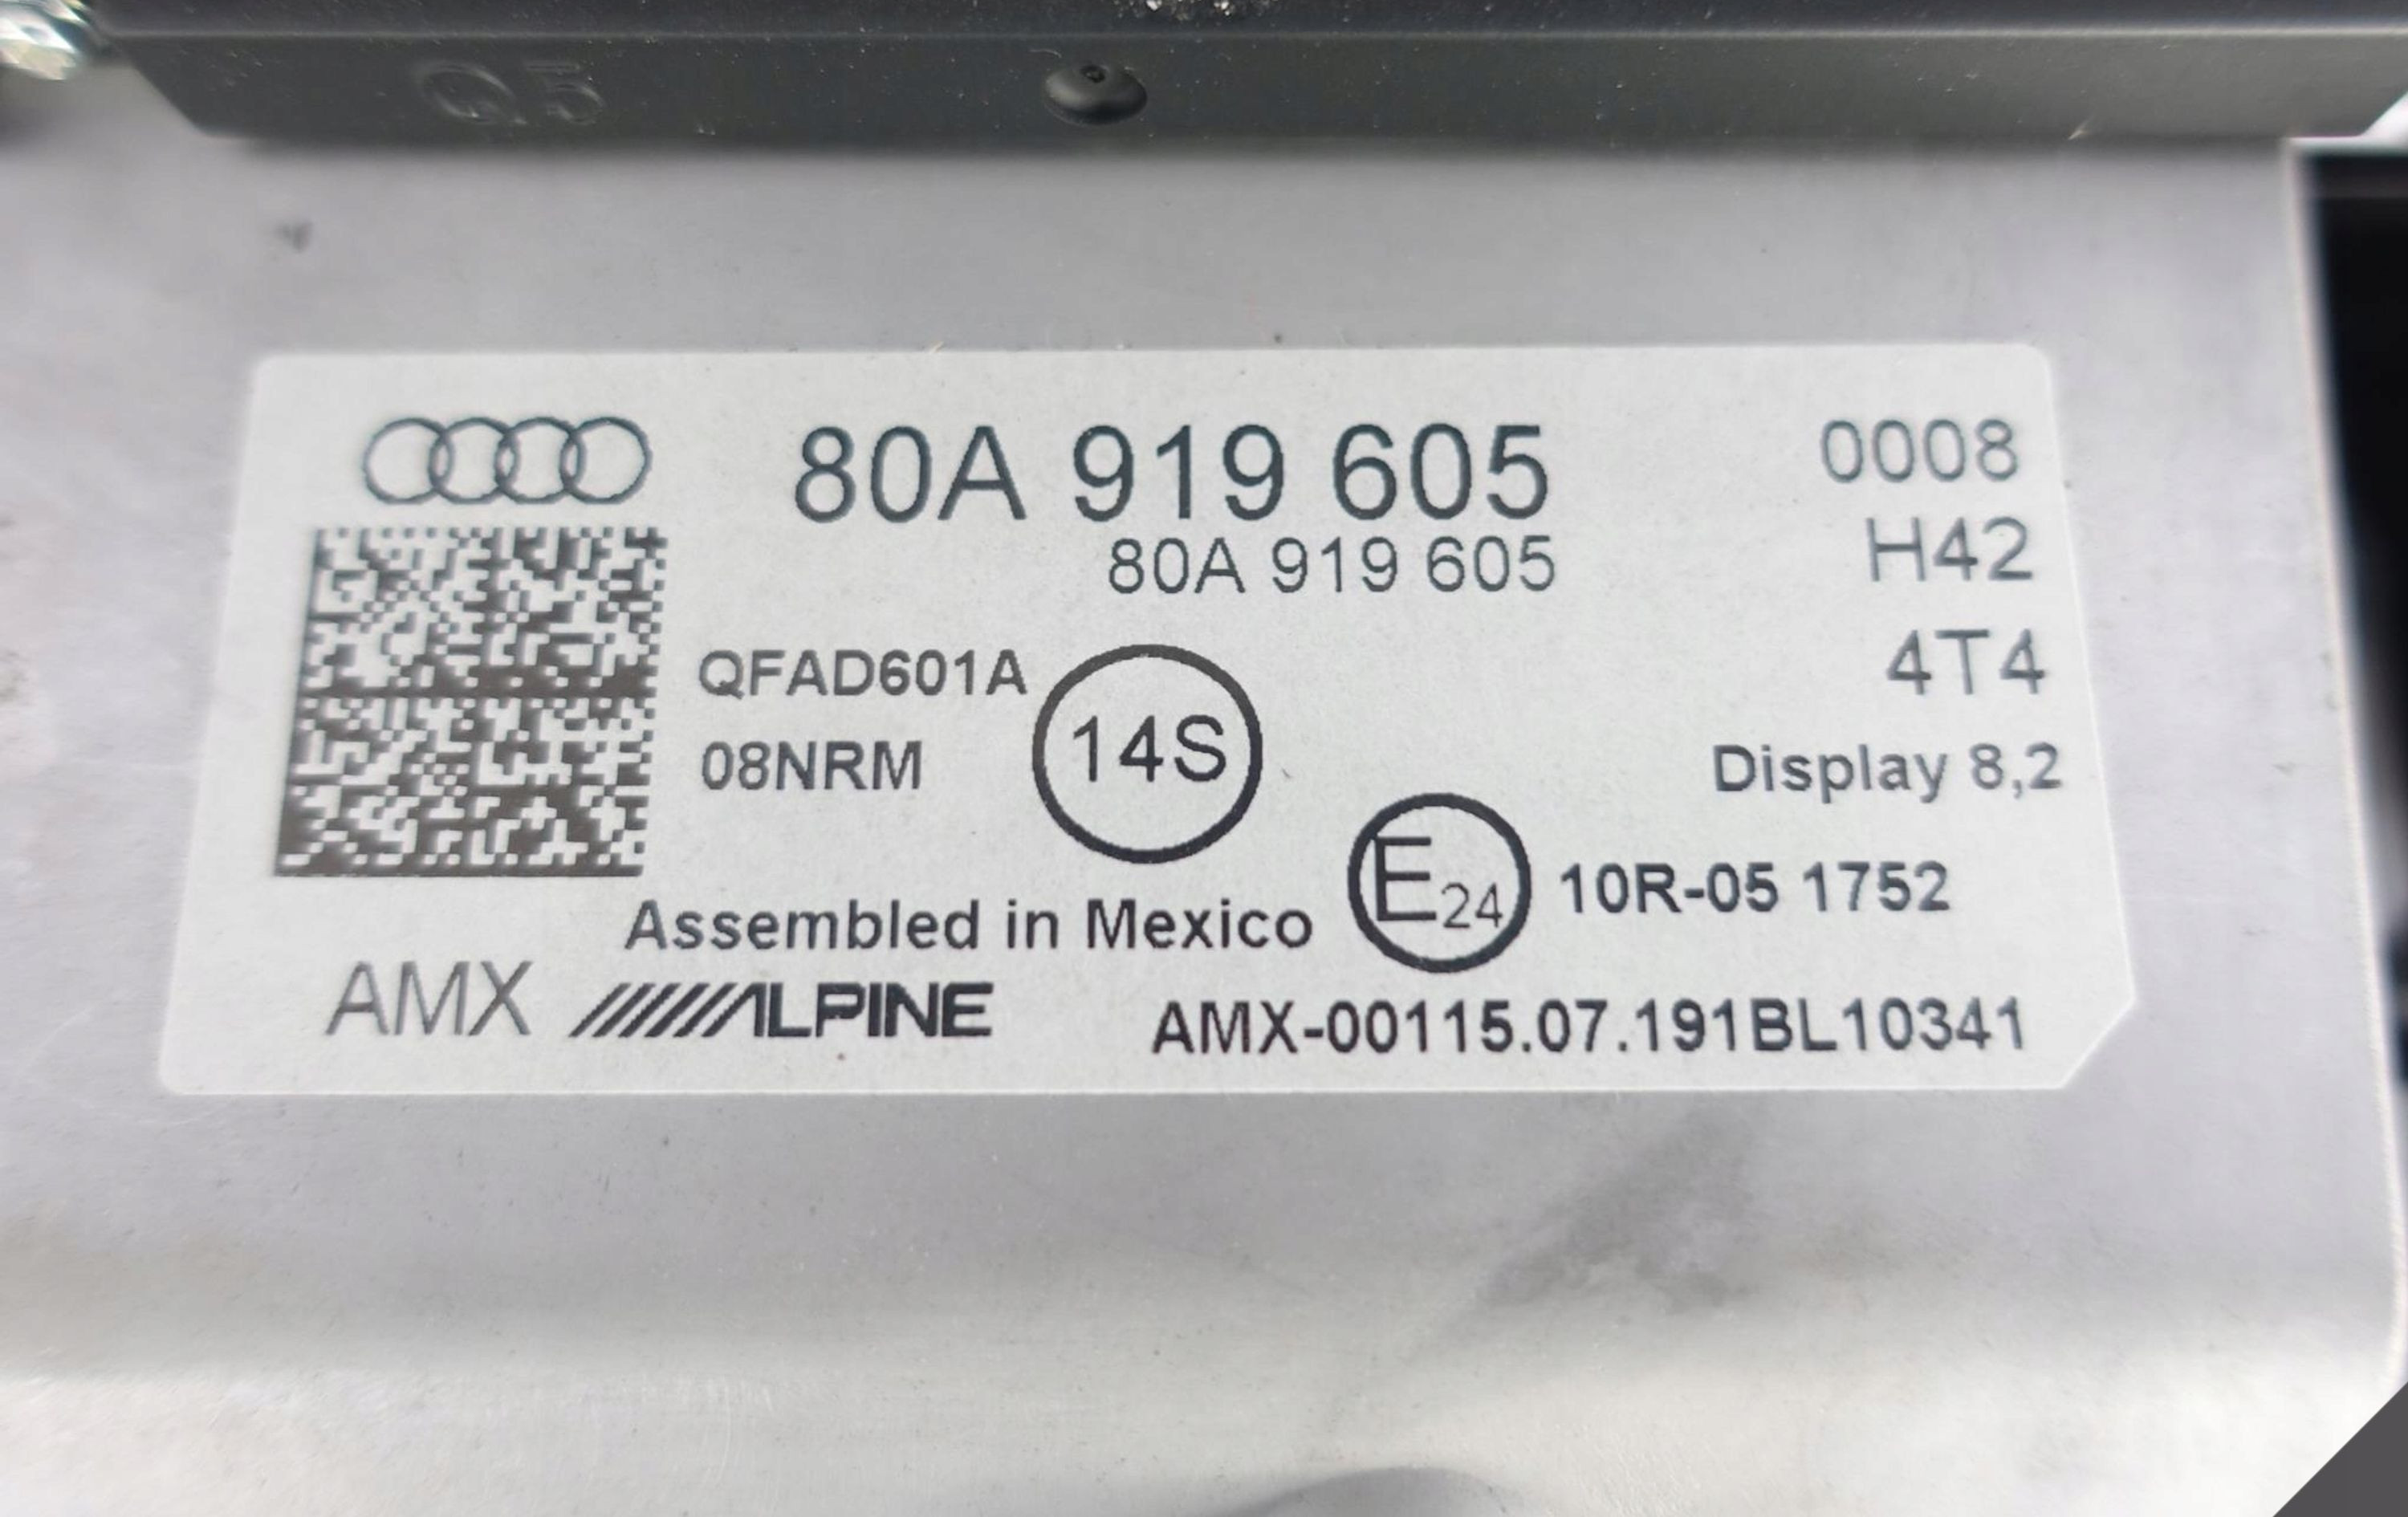 Q5
80A 919 605
0008
80A 919 605
H42
QFAD601A
4T4
08NRM
14S
Display 8,2
E24 10R-05 1752
Assembled in Mexico
AMX ALPINE
AMX-00115.07.191BL10341